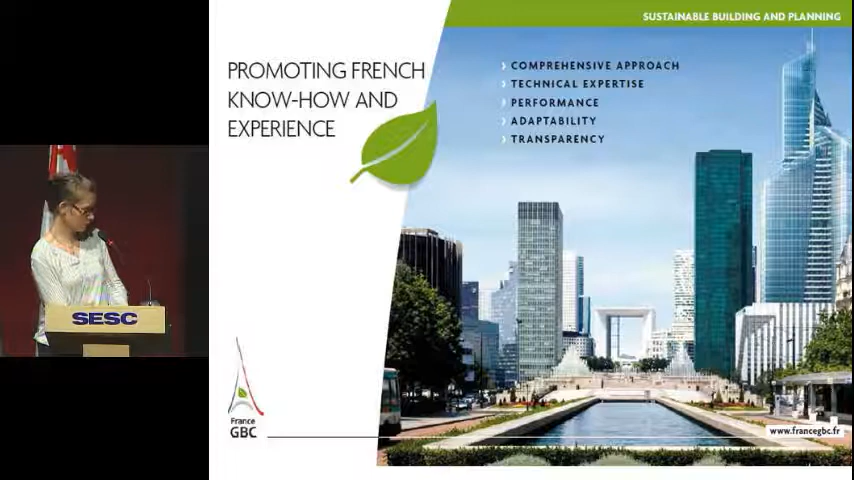 SUSTAINABLE BUILDING AND PLANNING
PROMOTING FRENCH
KNOW-HOW AND
EXPERIENCE
› COMPREHENSIVE APPROACH
› TECHNICAL EXPERTISE
› PERFORMANCE
› ADAPTABILITY
› TRANSPARENCY
SESC
France
GBC
www.francegbc.fr